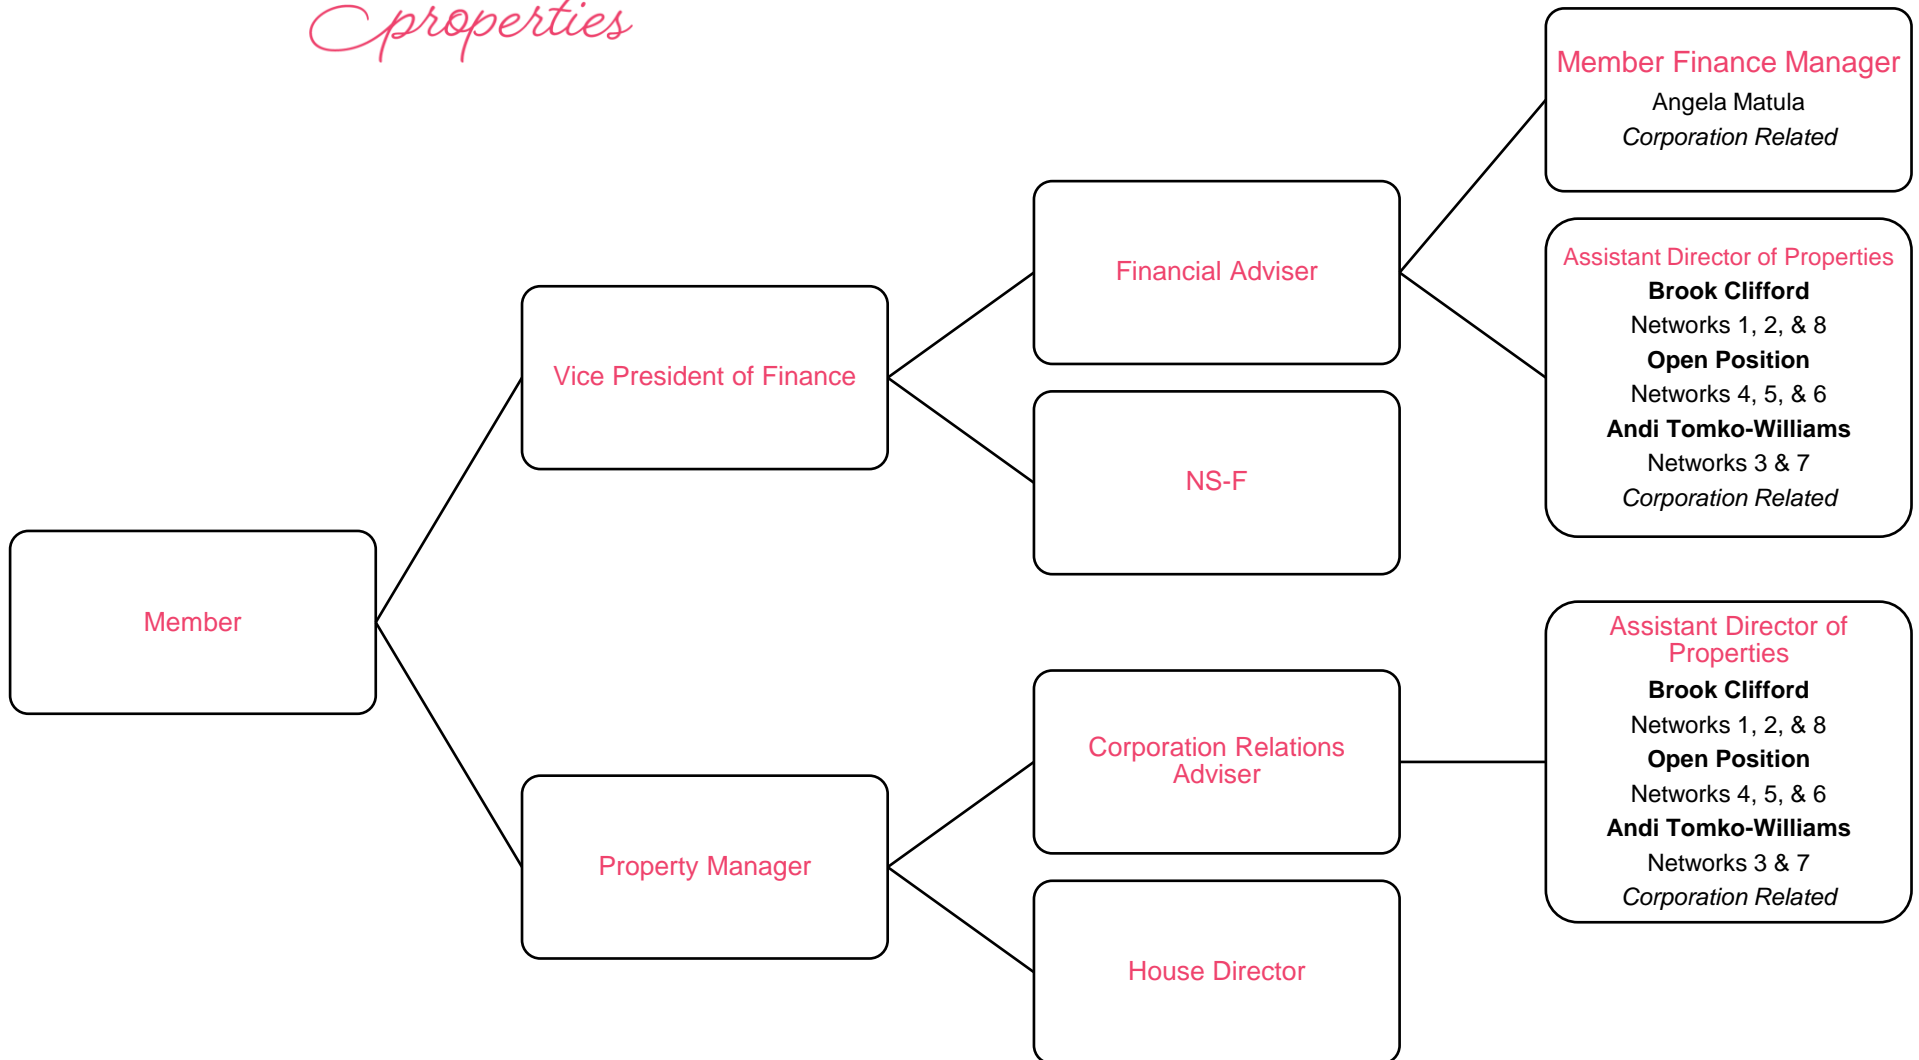 properties
Member Finance Manager
Angela Matula
Corporation Related
Financial Adviser
Assistant Director of Properties
Brook Clifford
Networks 1, 2, & 8
Open Position
Networks 4, 5, & 6
Andi Tomko-Williams
Networks 3 & 7
Corporation Related
Vice President of Finance
NS-F
Member
Assistant Director of
Properties
Brook Clifford
Networks 1, 2, & 8
Open Position
Networks 4, 5, & 6
Andi Tomko-Williams
Networks 3 & 7
Corporation Related
Corporation Relations
Adviser
Property Manager
House Director